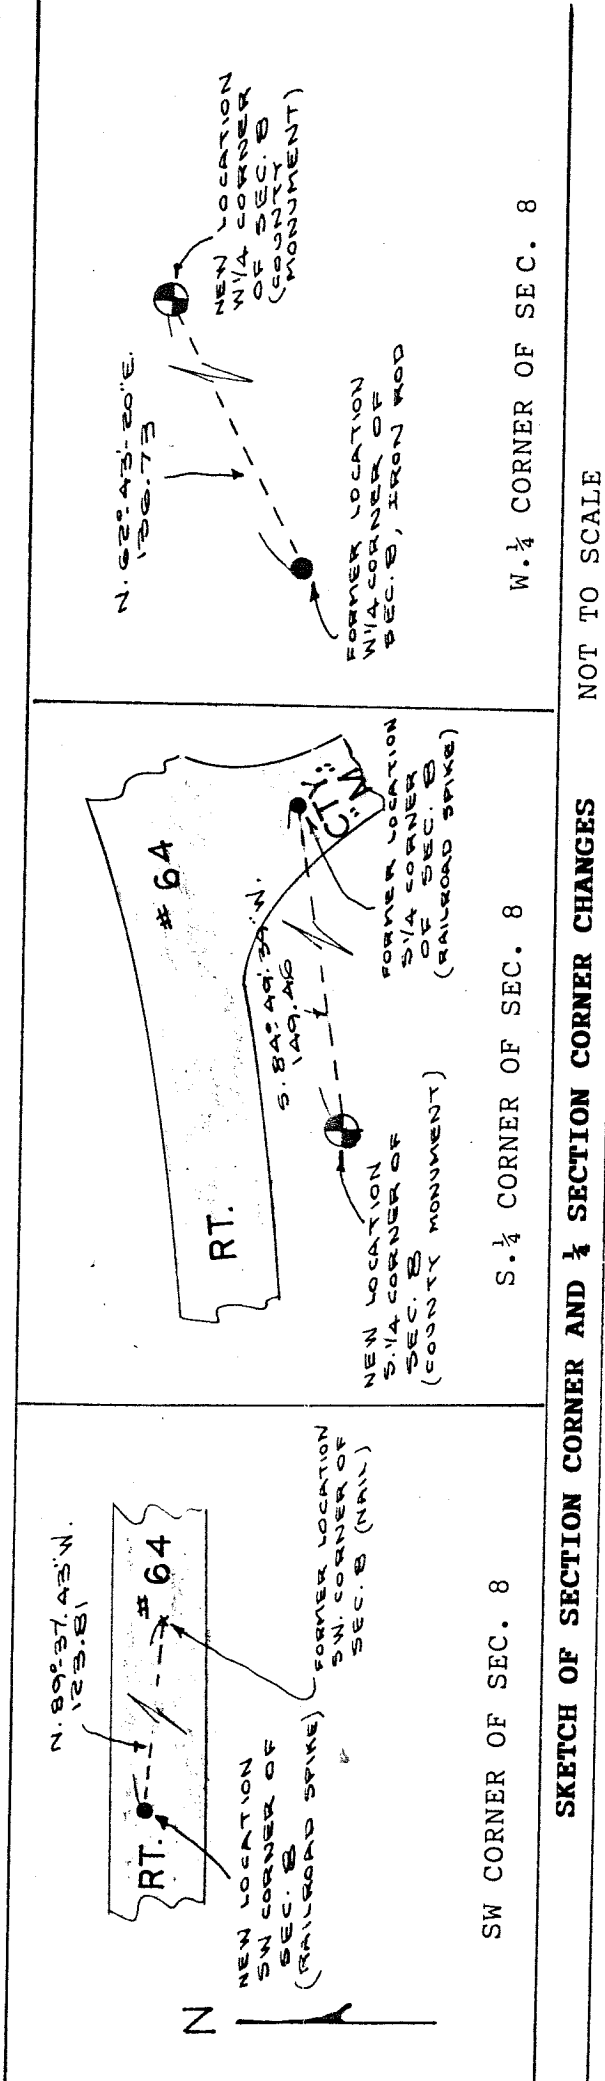 N
N. 89°-37'-43"W.
123.81
RT. # 64
NEW LOCATION
SW CORNER OF
SEC. 8
(RAILROAD SPIKE)
FORMER LOCATION
SW. CORNER OF
SEC. 8 (NAIL)
SW CORNER OF SEC. 8
RT. # 64
S. 84°-49'-39"W.
149.46
CTY.
"M"
NEW LOCATION
S. 1/4 CORNER OF
SEC. 8
(COUNTY MONUMENT)
FORMER LOCATION
S 1/4 CORNER
OF SEC. 8
(RAILROAD SPIKE)
S. ¼ CORNER OF SEC. 8
N. 62°-43'-20"E.
136.73
NEW LOCATION
W 1/4 CORNER
OF SEC. 8
(COUNTY
MONUMENT)
FORMER LOCATION
W 1/4 CORNER OF
SEC. 8, IRON ROD
W. ¼ CORNER OF SEC. 8
SKETCH OF SECTION CORNER AND ¼ SECTION CORNER CHANGES
NOT TO SCALE